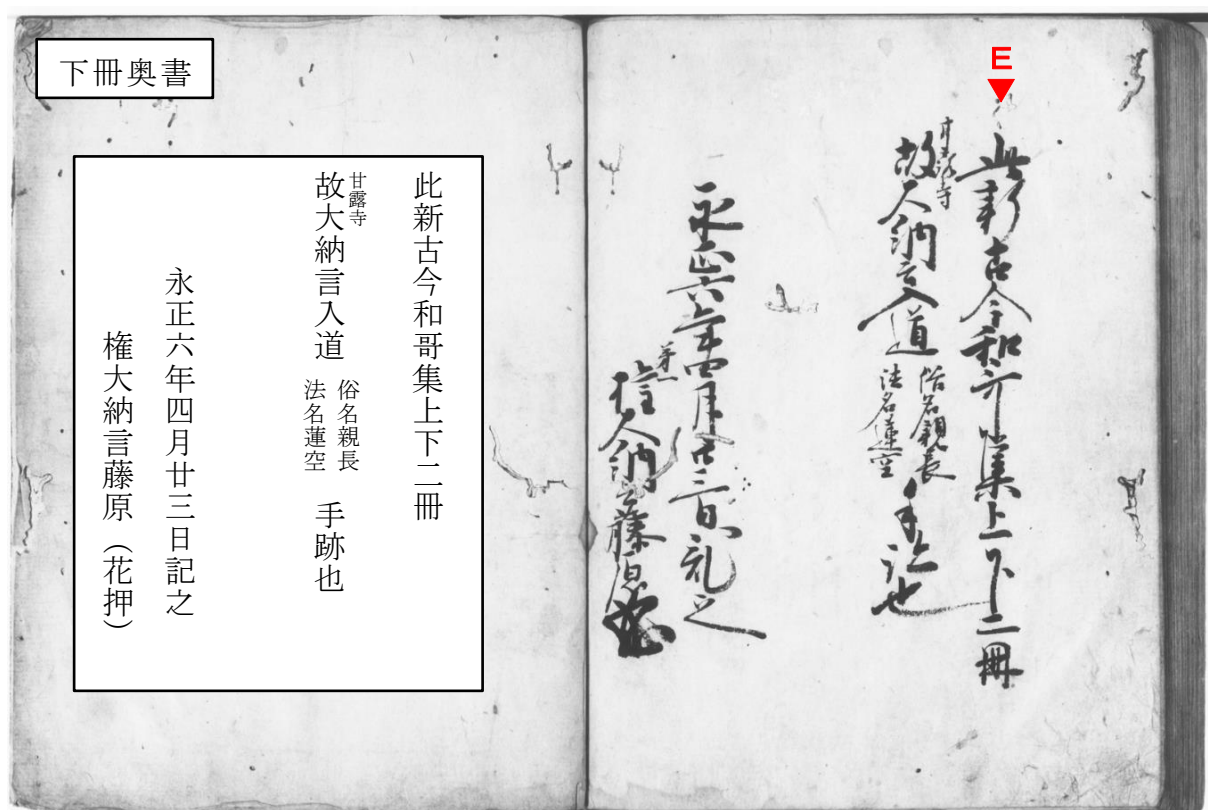 下冊奥書
E
此新古今和哥集上下二冊
甘露寺
故大納言入道 俗名親長 法名蓮空 手跡也
永正六年四月廿三日記之
権大納言藤原
此新古今和哥集上下二冊
甘露寺
故大納言入道
俗名親長
法名蓮空
手跡也
永正六年四月廿三日記之
権大納言藤原（花押）